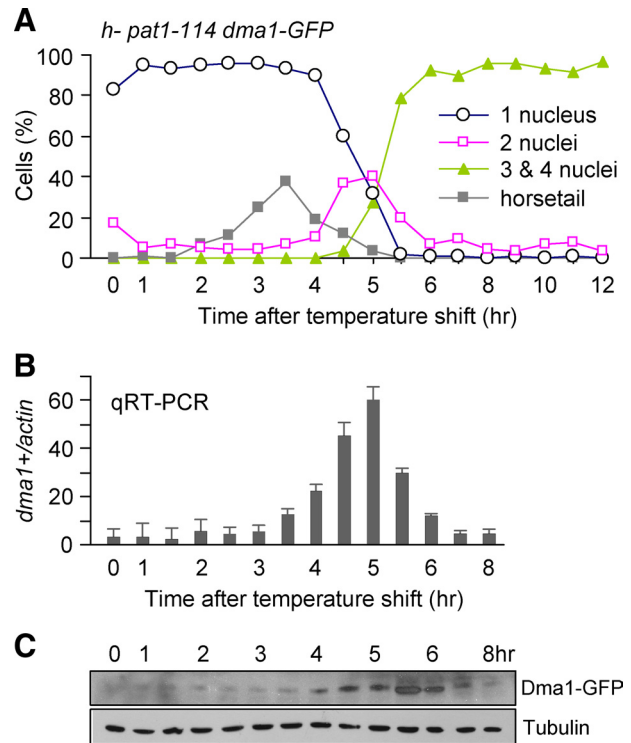 A
h- pat1-114 dma1-GFP
100
80
60
40
20
0
Cells (%)
1 nucleus
2 nuclei
3 & 4 nuclei
horsetail
0 1 2 3 4 5 6 8 10 12
Time after temperature shift (hr)
B
qRT-PCR
60
40
20
0
dma1+/actin
0 1 2 3 4 5 6 8
Time after temperature shift (hr)
C
0 1 2 3 4 5 6 8hr
Dma1-GFP
Tubulin